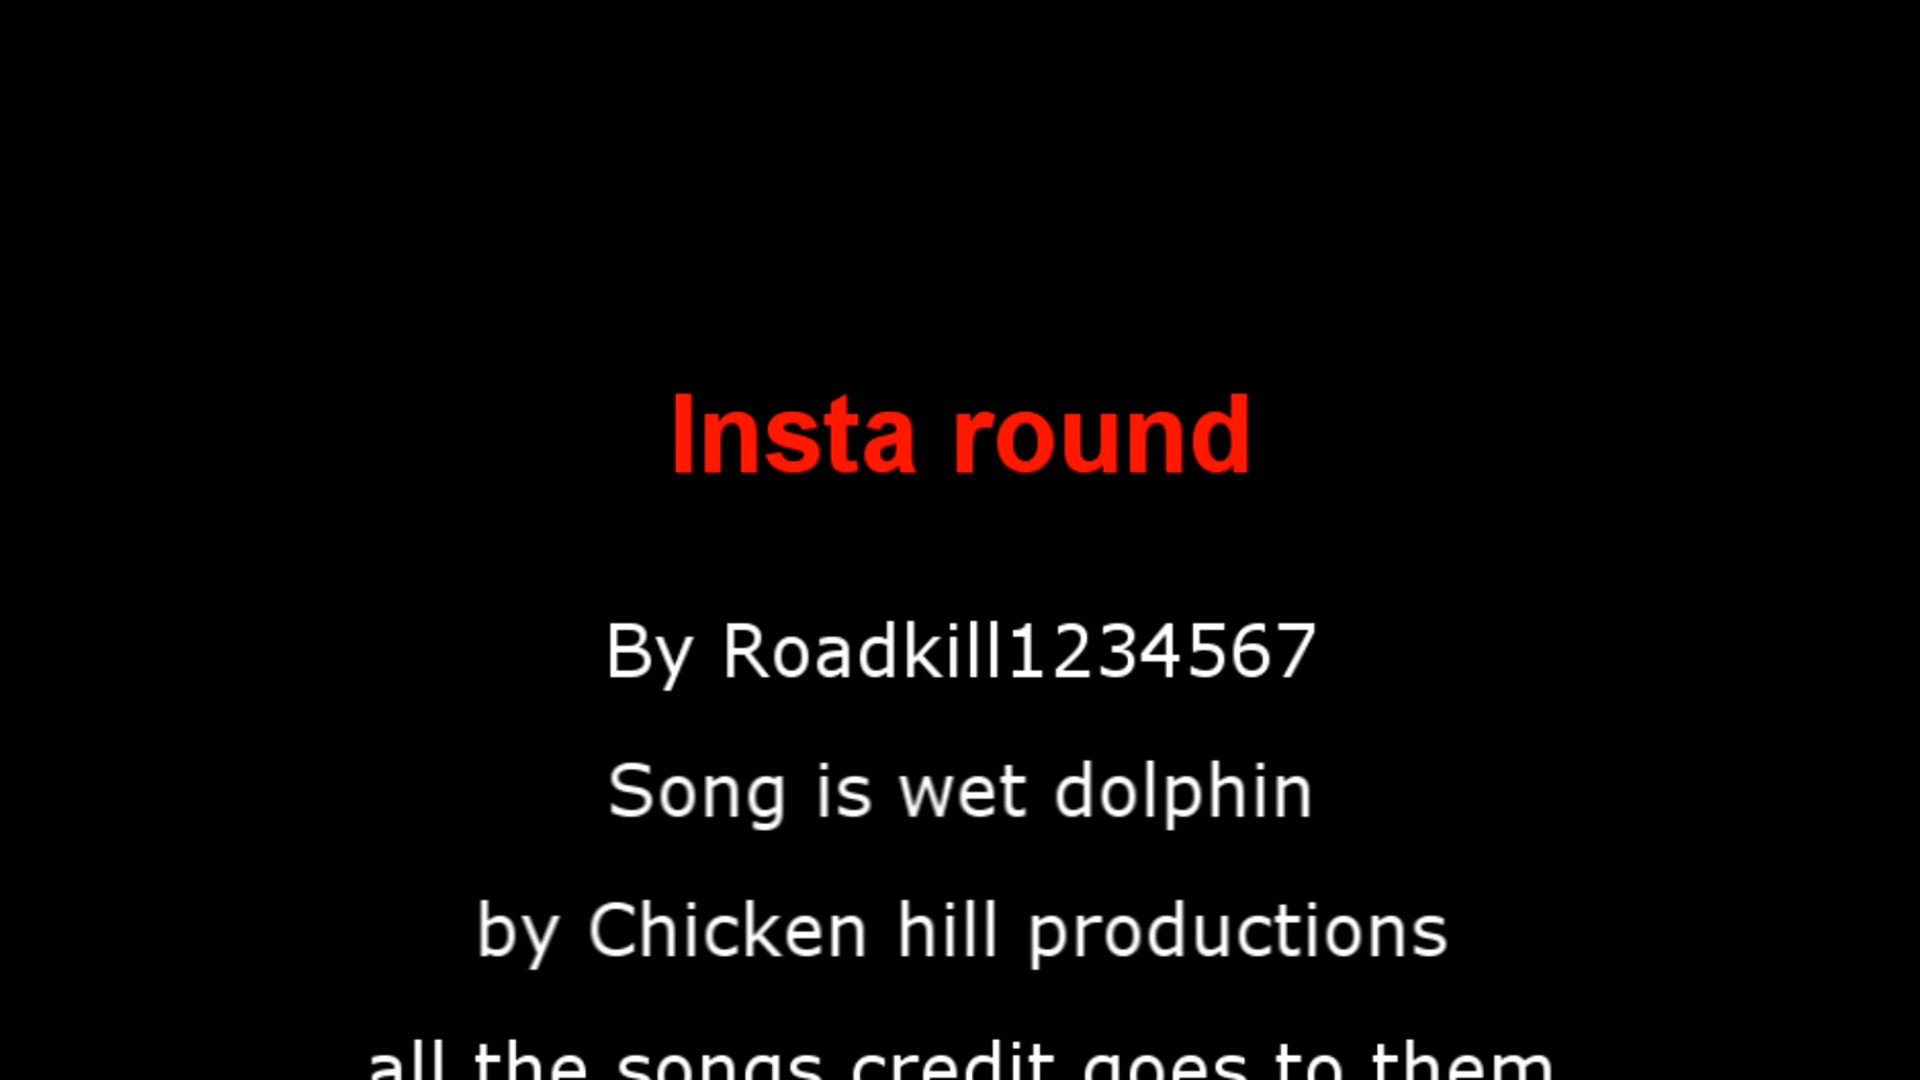 Insta round
By Roadkill1234567
Song is wet dolphin
by Chicken hill productions
all the songs credit goes to them